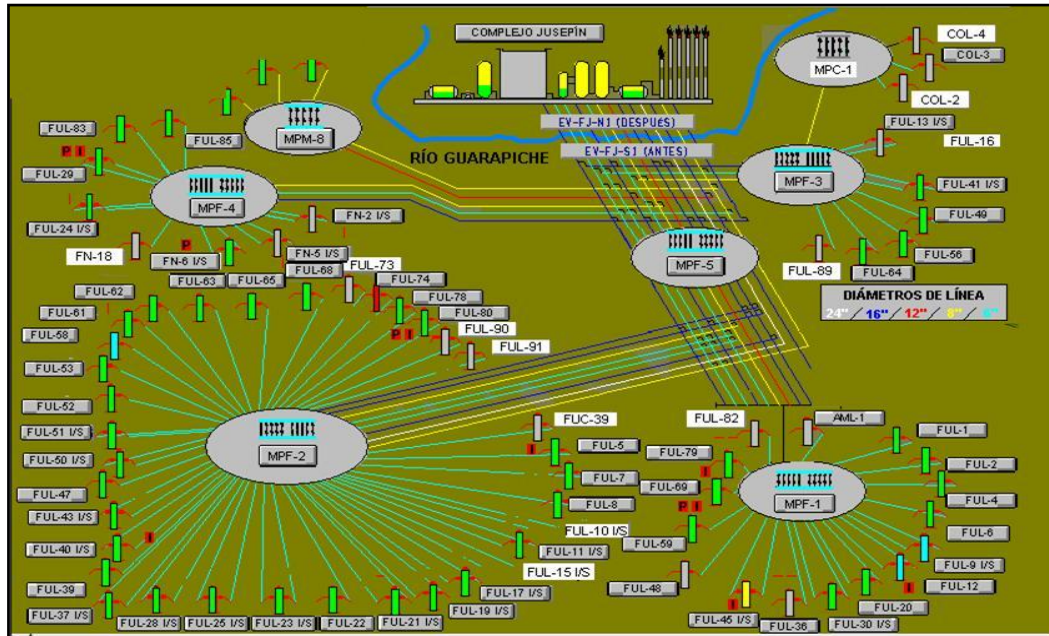 COMPLEJO JUSEPÍN
COL-4
COL-3
MPC-1
COL-2
EV-FJ-N1 (DESPUÉS)
EV-FJ-S1 (ANTES)
RÍO GUARAPICHE
FUL-13 I/S
FUL-16
FUL-83
FUL-85
MPM-8
P I
FUL-29
MPF-3
FUL-41 I/S
MPF-4
FUL-24 I/S
FN-2 I/S
FUL-49
P
FN-18
FN-6 I/S
FN-5 I/S
MPF-5
FUL-56
FUL-63
FUL-65
FUL-68
FUL-73
FUL-89
FUL-64
FUL-74
FUL-62
FUL-78
DIÁMETROS DE LÍNEA
24" / 16" / 12" / 8" / 6"
FUL-61
FUL-80
FUL-58
P I
FUL-90
FUL-91
FUL-53
FUL-52
FUC-39
FUL-82
AML-1
FUL-51 I/S
FUL-5
FUL-1
I
FUL-79
I
MPF-2
FUL-50 I/S
FUL-7
FUL-69
FUL-2
FUL-47
FUL-8
P I
MPF-1
FUL-4
FUL-43 I/S
FUL-10 I/S
FUL-6
I
FUL-40 I/S
FUL-11 I/S
FUL-59
FUL-9 I/S
FUL-15 I/S
I
FUL-39
FUL-17 I/S
FUL-48
FUL-12
FUL-37 I/S
FUL-19 I/S
FUL-20
FUL-28 I/S
FUL-25 I/S
FUL-23 I/S
FUL-22
FUL-21 I/S
I
FUL-45 I/S
FUL-36
FUL-30 I/S